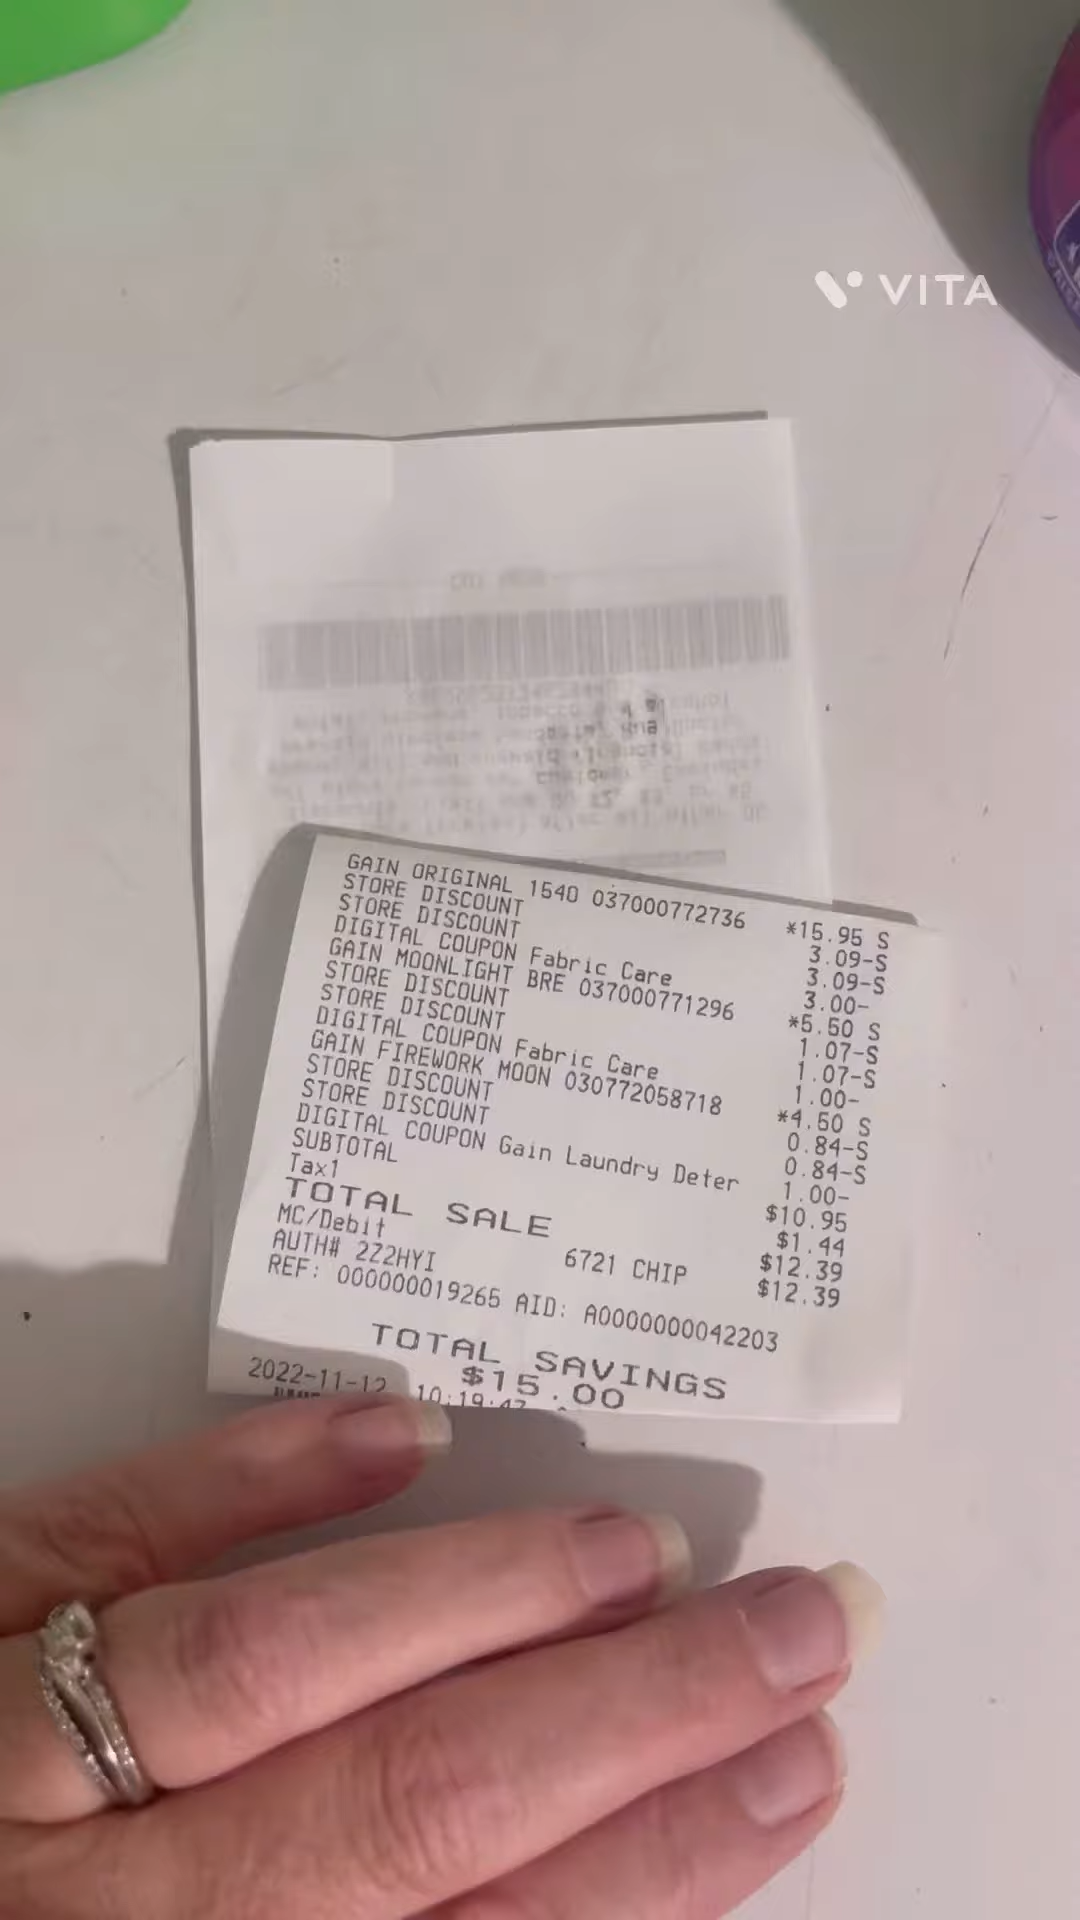 VITA
GAIN ORIGINAL 1540 037000772736 *15.95 S
STORE DISCOUNT 3.09-S
STORE DISCOUNT 3.09-S
DIGITAL COUPON Fabric Care 3.00-
GAIN MOONLIGHT BRE 037000771296 *5.50 S
STORE DISCOUNT 1.07-S
STORE DISCOUNT 1.07-S
DIGITAL COUPON Fabric Care 1.00-
GAIN FIREWORK MOON 030772058718 *4.50 S
STORE DISCOUNT 0.84-S
STORE DISCOUNT 0.84-S
DIGITAL COUPON Gain Laundry Deter 1.00-
SUBTOTAL $10.95
Tax1 $1.44
TOTAL SALE $12.39
MC/Debit 6721 CHIP $12.39
AUTH# 2Z2HYI
REF: 000000019265 AID: A0000000042203
TOTAL SAVINGS
$15.00
2022-11-12 10:19:47